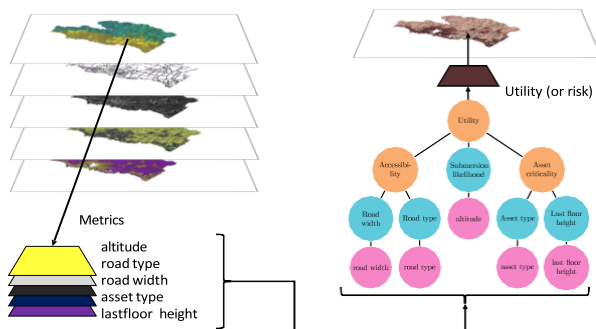 Metrics
altitude
road type
road width
asset type
lastfloor height
Utility (or risk)
Utility
Accessibi-
lity
Submersion
likelihood
Asset
criticality
Road
width
Road type
altitude
Asset type
Last floor
height
road width
road type
asset type
last floor
height